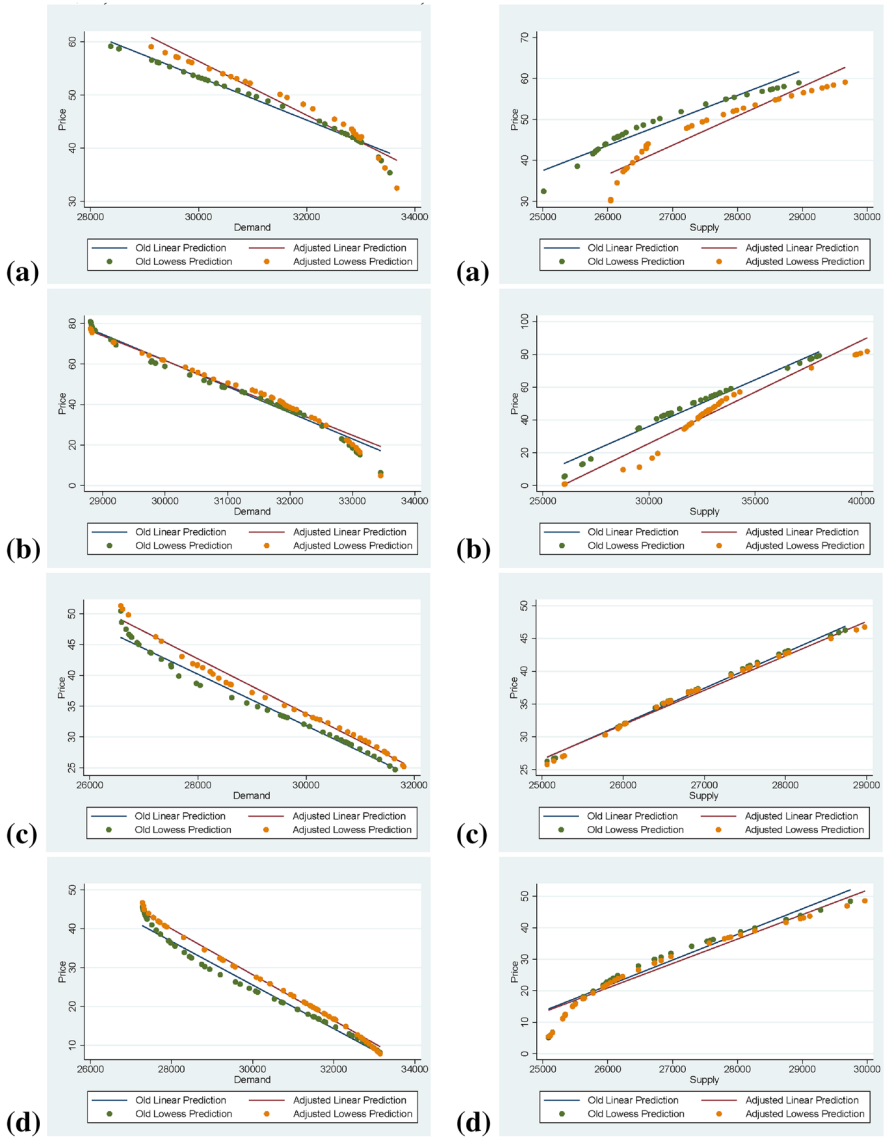 60
50
40
30
Price
28000 30000 32000 34000
Demand
Old Linear Prediction Adjusted Linear Prediction
Old Lowess Prediction Adjusted Lowess Prediction
(a)
70
60
50
40
30
Price
25000 26000 27000 28000 29000 30000
Supply
Old Linear Prediction Adjusted Linear Prediction
Old Lowess Prediction Adjusted Lowess Prediction
(a)
80
60
40
20
0
Price
29000 30000 31000 32000 33000 34000
Demand
Old Linear Prediction Adjusted Linear Prediction
Old Lowess Prediction Adjusted Lowess Prediction
(b)
100
80
60
40
20
0
Price
25000 30000 35000 40000
Supply
Old Linear Prediction Adjusted Linear Prediction
Old Lowess Prediction Adjusted Lowess Prediction
(b)
50
45
40
35
30
25
Price
26000 28000 30000 32000
Demand
Old Linear Prediction Adjusted Linear Prediction
Old Lowess Prediction Adjusted Lowess Prediction
(c)
50
45
40
35
30
25
Price
25000 26000 27000 28000 29000
Supply
Old Linear Prediction Adjusted Linear Prediction
Old Lowess Prediction Adjusted Lowess Prediction
(c)
50
40
30
20
10
Price
26000 28000 30000 32000 34000
Demand
Old Linear Prediction Adjusted Linear Prediction
Old Lowess Prediction Adjusted Lowess Prediction
(d)
50
40
30
20
10
0
Price
25000 26000 27000 28000 29000 30000
Supply
Old Linear Prediction Adjusted Linear Prediction
Old Lowess Prediction Adjusted Lowess Prediction
(d)